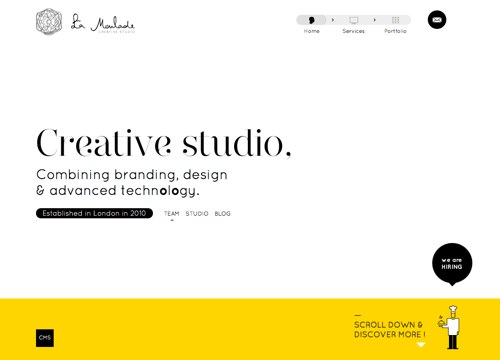 La Moulade
CREATIVE STUDIO
Home
Services
Portfolio
Creative studio.
Combining branding, design
& advanced technology.
Established in London in 2010
TEAM
STUDIO
BLOG
we are
HIRING
SCROLL DOWN &
DISCOVER MORE !
CMS